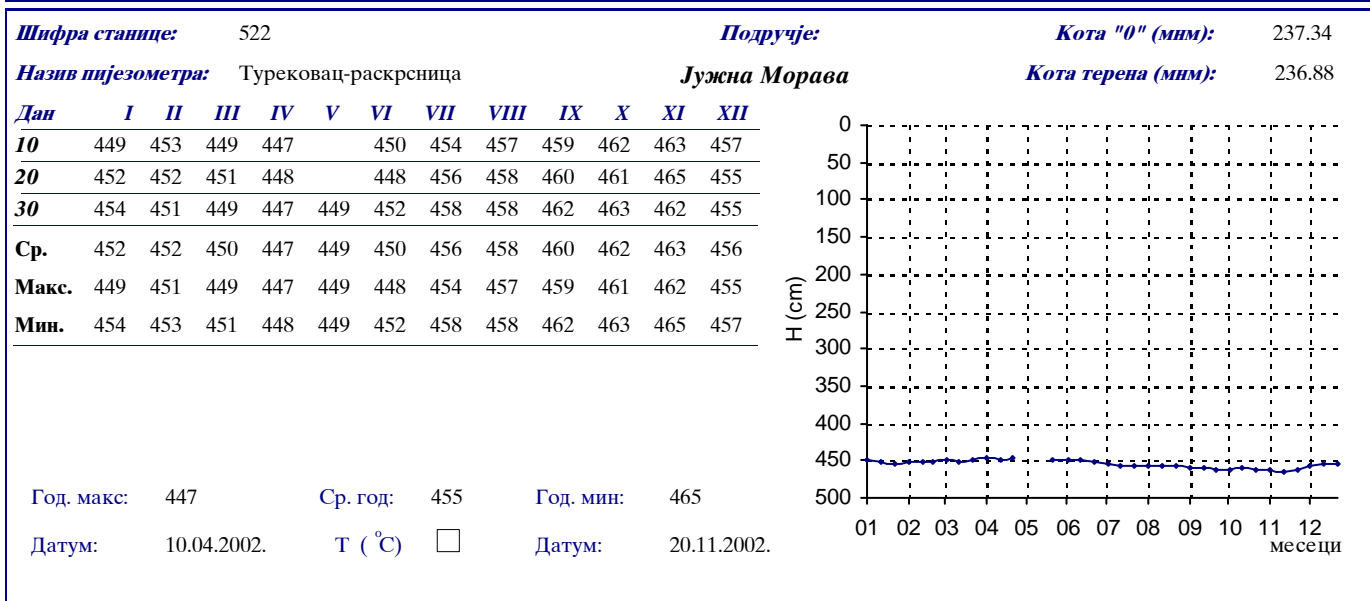 Шифра станице: 522 Подручје: Кота "0" (мнм): 237.34
Назив пијезометра: Турековац-раскрсница Јужна Морава Кота терена (мнм): 236.88
Дан I II III IV V VI VII VIII IX X XI XII
10 449 453 449 447 450 454 457 459 462 463 457
20 452 452 451 448 448 456 458 460 461 465 455
30 454 451 449 447 449 452 458 458 462 463 462 455
Ср. 452 452 450 447 449 450 456 458 460 462 463 456
Макс. 449 451 449 447 449 448 454 457 459 461 462 455
Мин. 454 453 451 448 449 452 458 458 462 463 465 457
Год. макс: 447 Ср. год: 455 Год. мин: 465
Датум: 10.04.2002. T (°C) Датум: 20.11.2002.
H (cm)
0
50
100
150
200
250
300
350
400
450
500
01 02 03 04 05 06 07 08 09 10 11 12
месеци